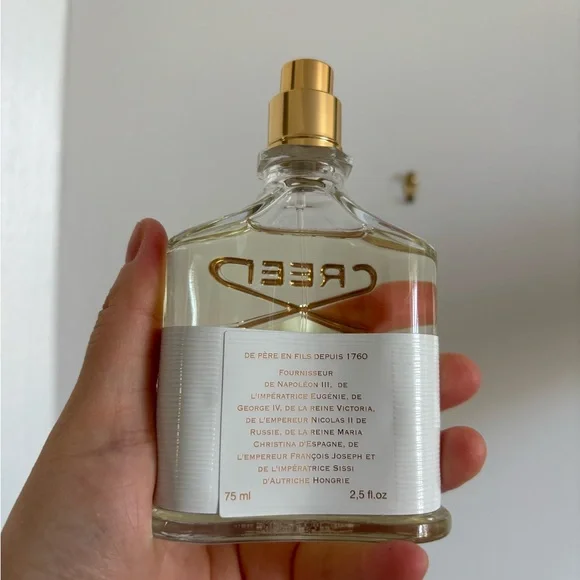 CREED
DE PÈRE EN FILS DEPUIS 1760
FOURNISSEUR
DE NAPOLÉON III, DE
L'IMPÉRATRICE EUGÉNIE, DE
GEORGE IV, DE LA REINE VICTORIA,
DE L'EMPEREUR NICOLAS II DE
RUSSIE, DE LA REINE MARIA
CHRISTINA D'ESPAGNE, DE
L'EMPEREUR FRANÇOIS JOSEPH ET
DE L'IMPÉRATRICE SISSI
D'AUTRICHE HONGRIE
75 ml 2,5 fl.oz